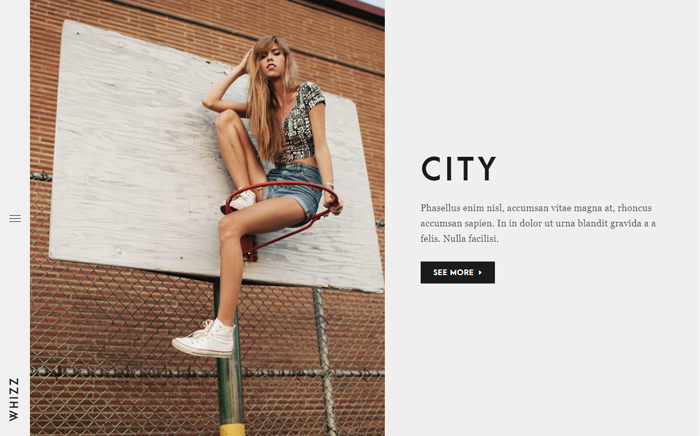 WHIZZ
CITY
Phasellus enim nisl, accumsan vitae magna at, rhoncus
accumsan sapien. In in dolor ut urna blandit gravida a a
felis. Nulla facilisi.
SEE MORE